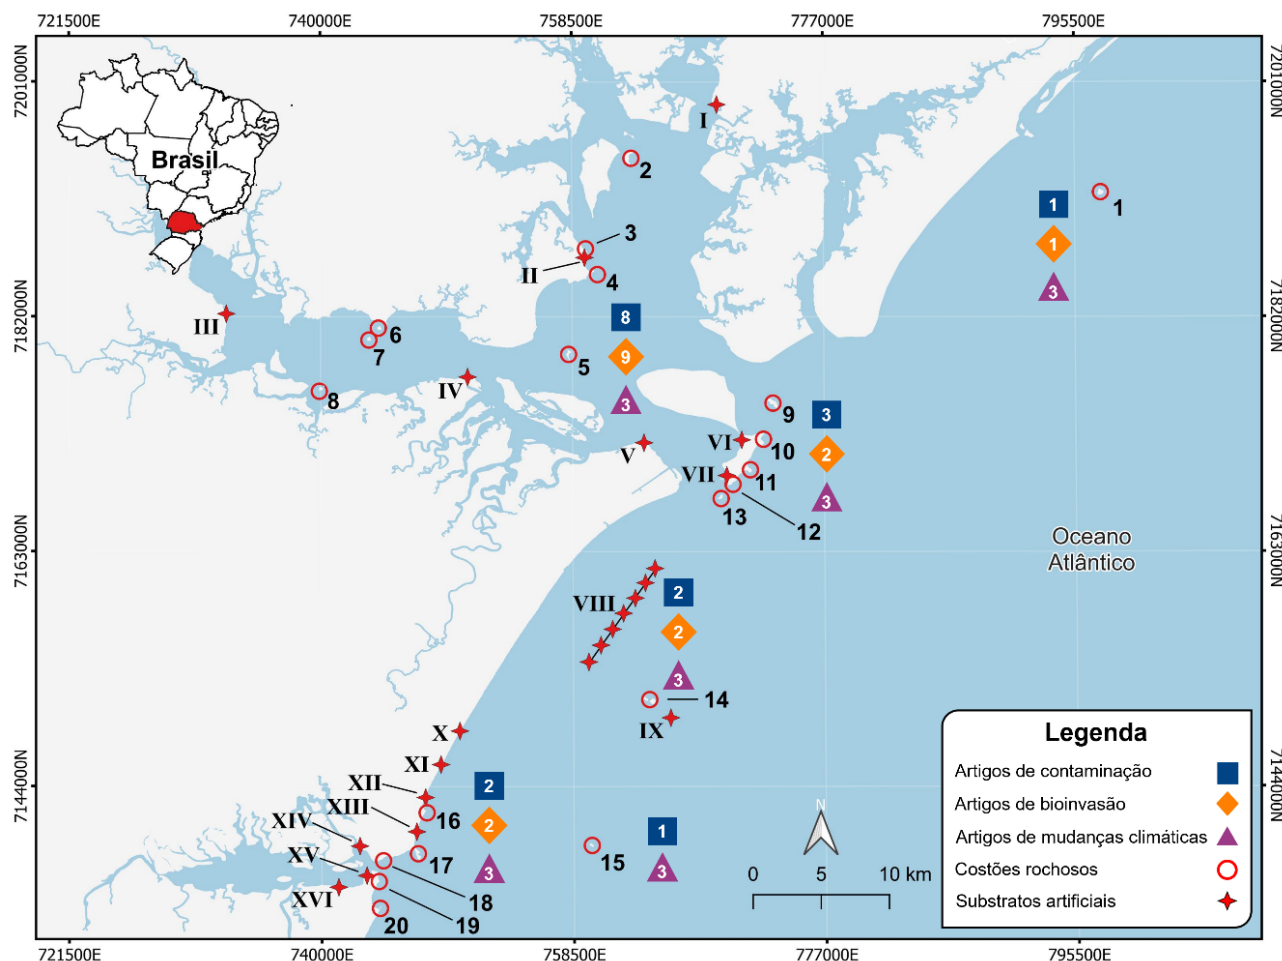 721500E 740000E 758500E 777000E 795500E
7201000N 7201000N
Brasil
I
2
1
1
1
3
3
II
4
III
6
7
8
9
3
5
7182000N 7182000N
IV
8
V
9
3
2
3
VI
10
VII
11
13
12
7163000N 7163000N
Oceano
Atlântico
VIII
2
2
3
14
IX
X
XI
XII
XIII
16
XIV
17
XV
18
XVI
19
20
2
2
3
15
1
3
7144000N 7144000N
N
0 5 10 km
Legenda
Artigos de contaminação
Artigos de bioinvasão
Artigos de mudanças climáticas
Costões rochosos
Substratos artificiais
721500E 740000E 758500E 777000E 795500E